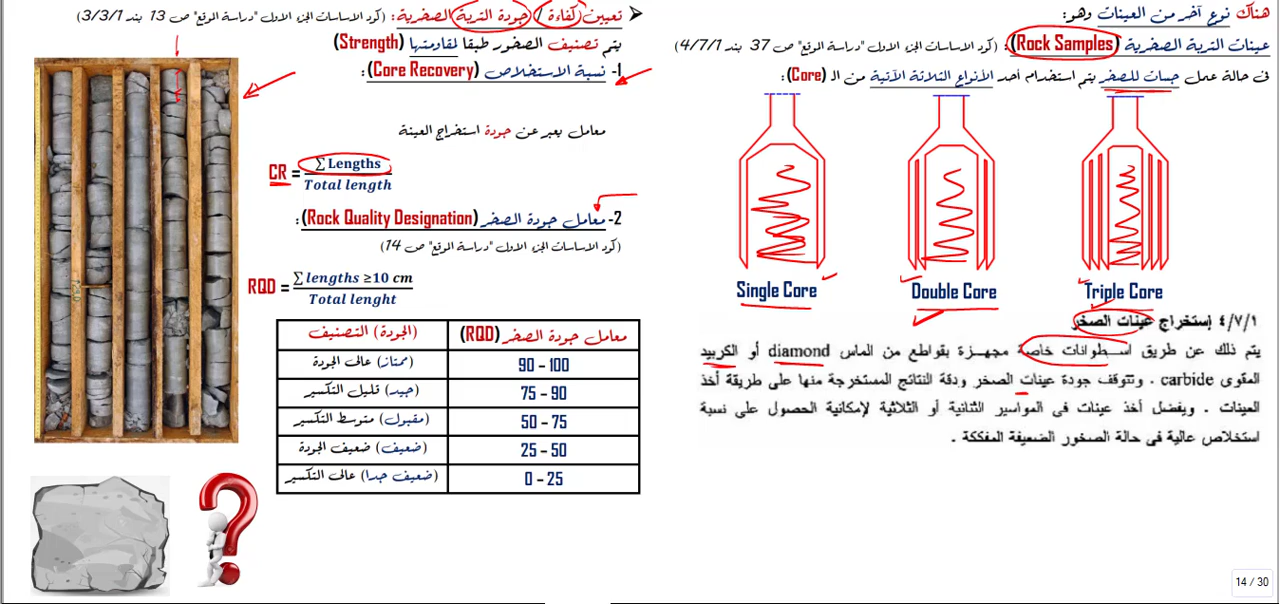 هناك نوع آخر من العينات وهو:
عينات التربة الصخرية (Rock Samples): (كود الاساسات الجزء الاول "دراسة الموقع" ص 37 بند 4/7/1)
فى حالة عمل جسات للصخر يتم استخدام أحد الأنواع الثلاثة الآتية من الـ (Core):
Single Core
Double Core
Triple Core
٤/٧/١ إستخراج عينات الصخر
يتم ذلك عن طريق اسطوانات خاصة مجهزة بقواطع من الماس diamond أو الكربيد
المقوى carbide . وتتوقف جودة عينات الصخر ودقة النتائج المستخرجة منها على طريقة أخذ
العينات . ويفضل أخذ عينات فى المواسير الثنائية أو الثلاثية لإمكانية الحصول على نسبة
استخلاص عالية فى حالة الصخور الضعيفة المفككة .
➢ تعيين (كفاءة / جودة التربة الصخرية): (كود الاساسات الجزء الاول "دراسة الموقع" ص 13 بند 3/3/1)
يتم تصنيف الصخور طبقا لمقاومتها (Strength)
1- نسبة الاستخلاص (Core Recovery):
معامل يعبر عن جودة استخراج العينة
CR = ∑ Lengths / Total length
2- معامل جودة الصخر (Rock Quality Designation):
(كود الاساسات الجزء الاول "دراسة الموقع" ص 14)
RQD = ∑ lengths ≥10 cm / Total lenght
معامل جودة الصخر (RQD) الجودة) التصنيف)
90 – 100 (ممتاز) عالى الجودة
75 – 90 (جيد) قليل التكسير
50 – 75 (مقبول) متوسط التكسير
25 – 50 (ضعيف) ضعيف الجودة
0 – 25 (ضعيف جدا) عالى التكسير
14 / 30